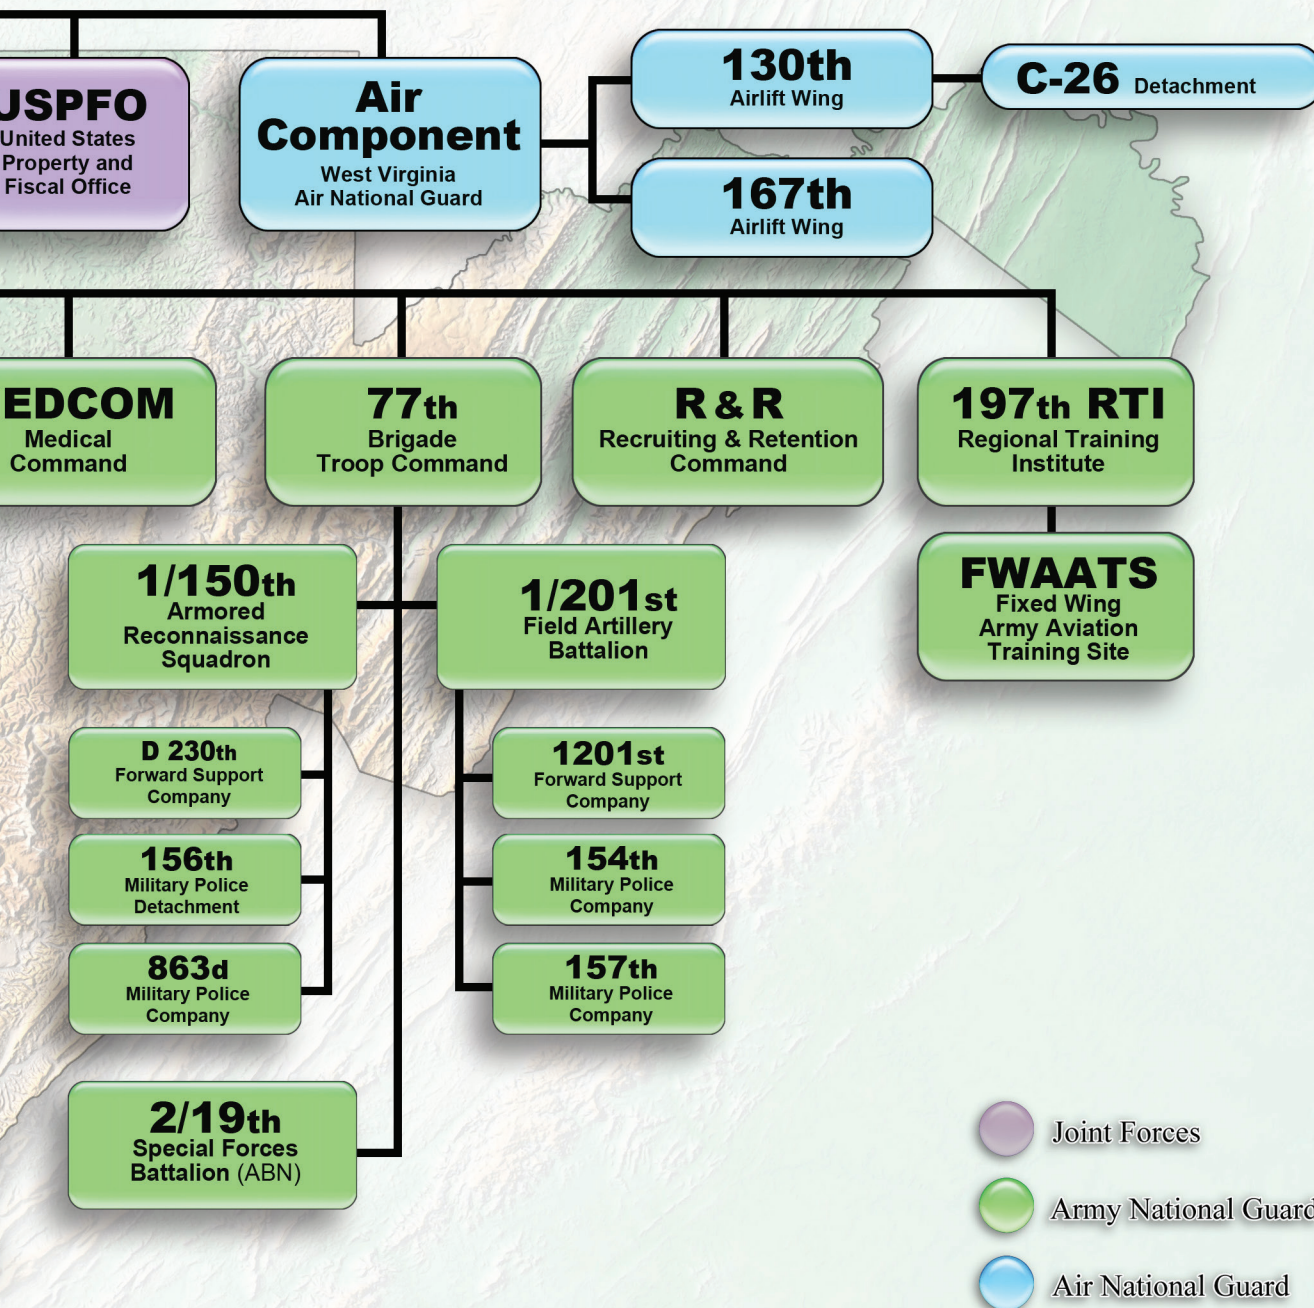 USPFO
United States
Property and
Fiscal Office
Air
Component
West Virginia
Air National Guard
130th
Airlift Wing
C-26 Detachment
167th
Airlift Wing
EDCOM
Medical
Command
77th
Brigade
Troop Command
R & R
Recruiting & Retention
Command
197th RTI
Regional Training
Institute
FWAATS
Fixed Wing
Army Aviation
Training Site
1/150th
Armored
Reconnaissance
Squadron
1/201st
Field Artillery
Battalion
D 230th
Forward Support
Company
1201st
Forward Support
Company
156th
Military Police
Detachment
154th
Military Police
Company
863d
Military Police
Company
157th
Military Police
Company
2/19th
Special Forces
Battalion (ABN)
Joint Forces
Army National Guard
Air National Guard